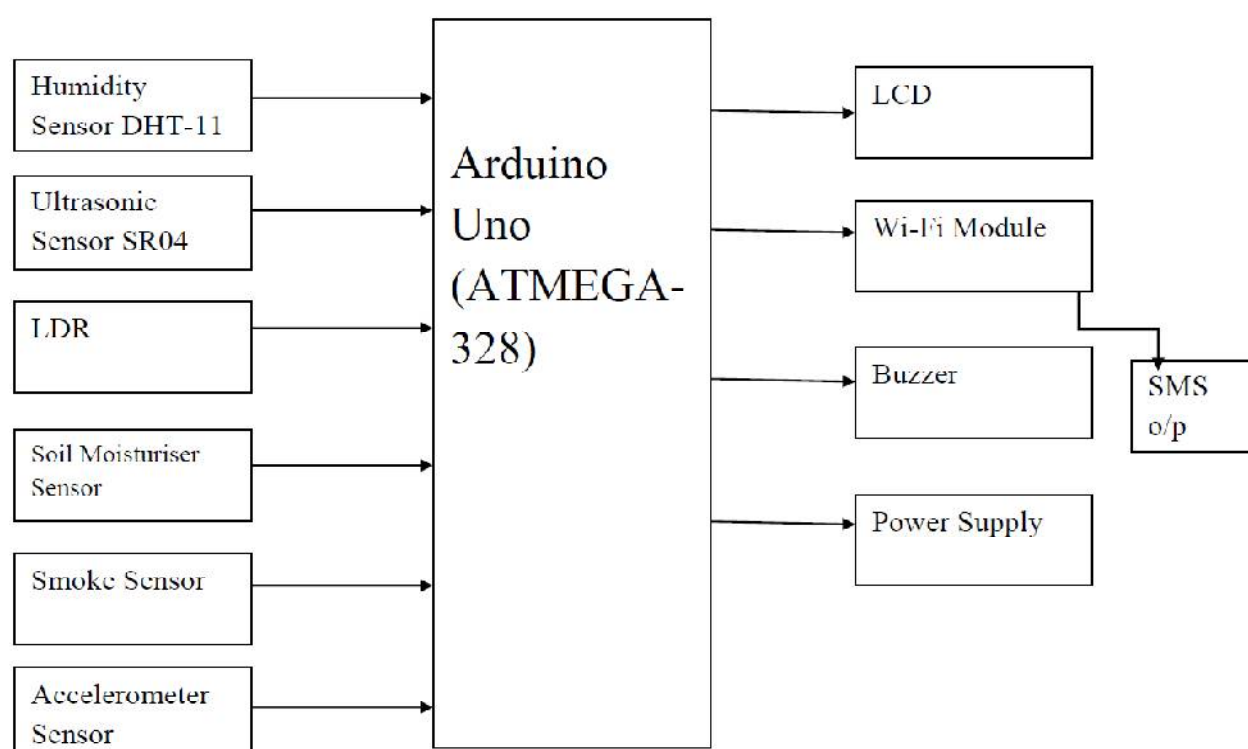 Humidity
Sensor DHT-11
Ultrasonic
Sensor SR04
LDR
Soil Moisturiser
Sensor
Smoke Sensor
Accelerometer
Sensor
Arduino
Uno
(ATMEGA-
328)
LCD
Wi-Fi Module
Buzzer
Power Supply
SMS
o/p